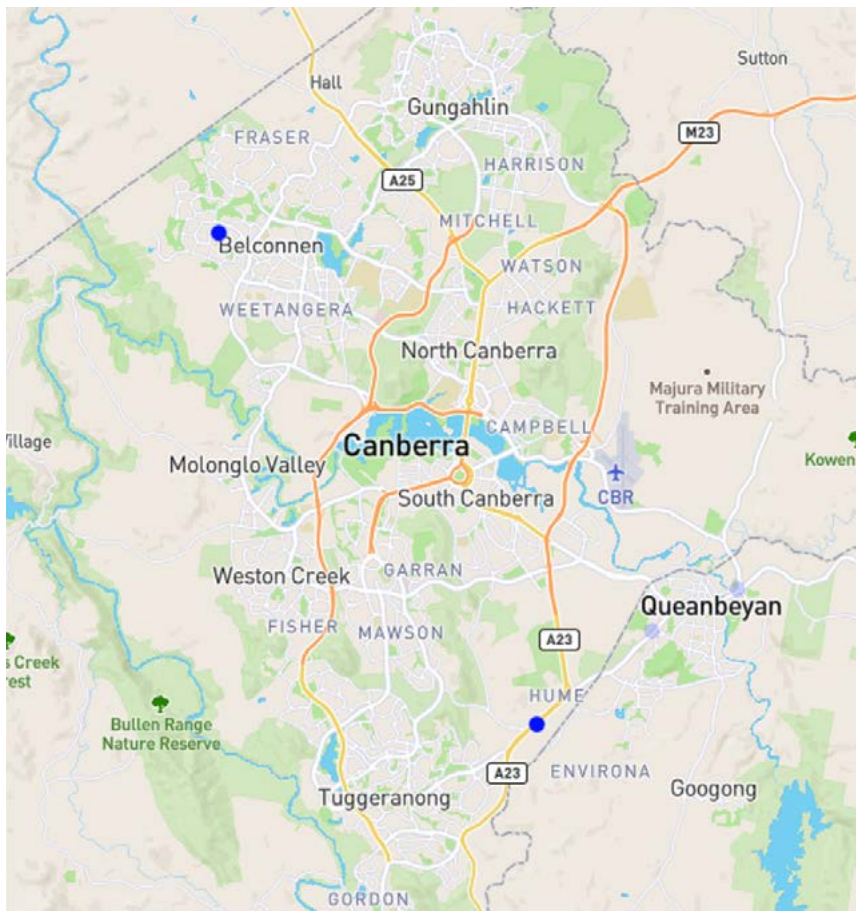 Sutton
Hall
Gungahlin
M23
FRASER
HARRISON
A25
MITCHELL
Belconnen
WATSON
WEETANGERA
HACKETT
North Canberra
Majura Military
Training Area
CAMPBELL
Village
Canberra
Kowen
Molonglo Valley
CBR
South Canberra
Weston Creek
GARRAN
Queanbeyan
FISHER
MAWSON
A23
s Creek
rest
HUME
Bullen Range
Nature Reserve
A23
ENVIRONA
Googong
Tuggeranong
GORDON